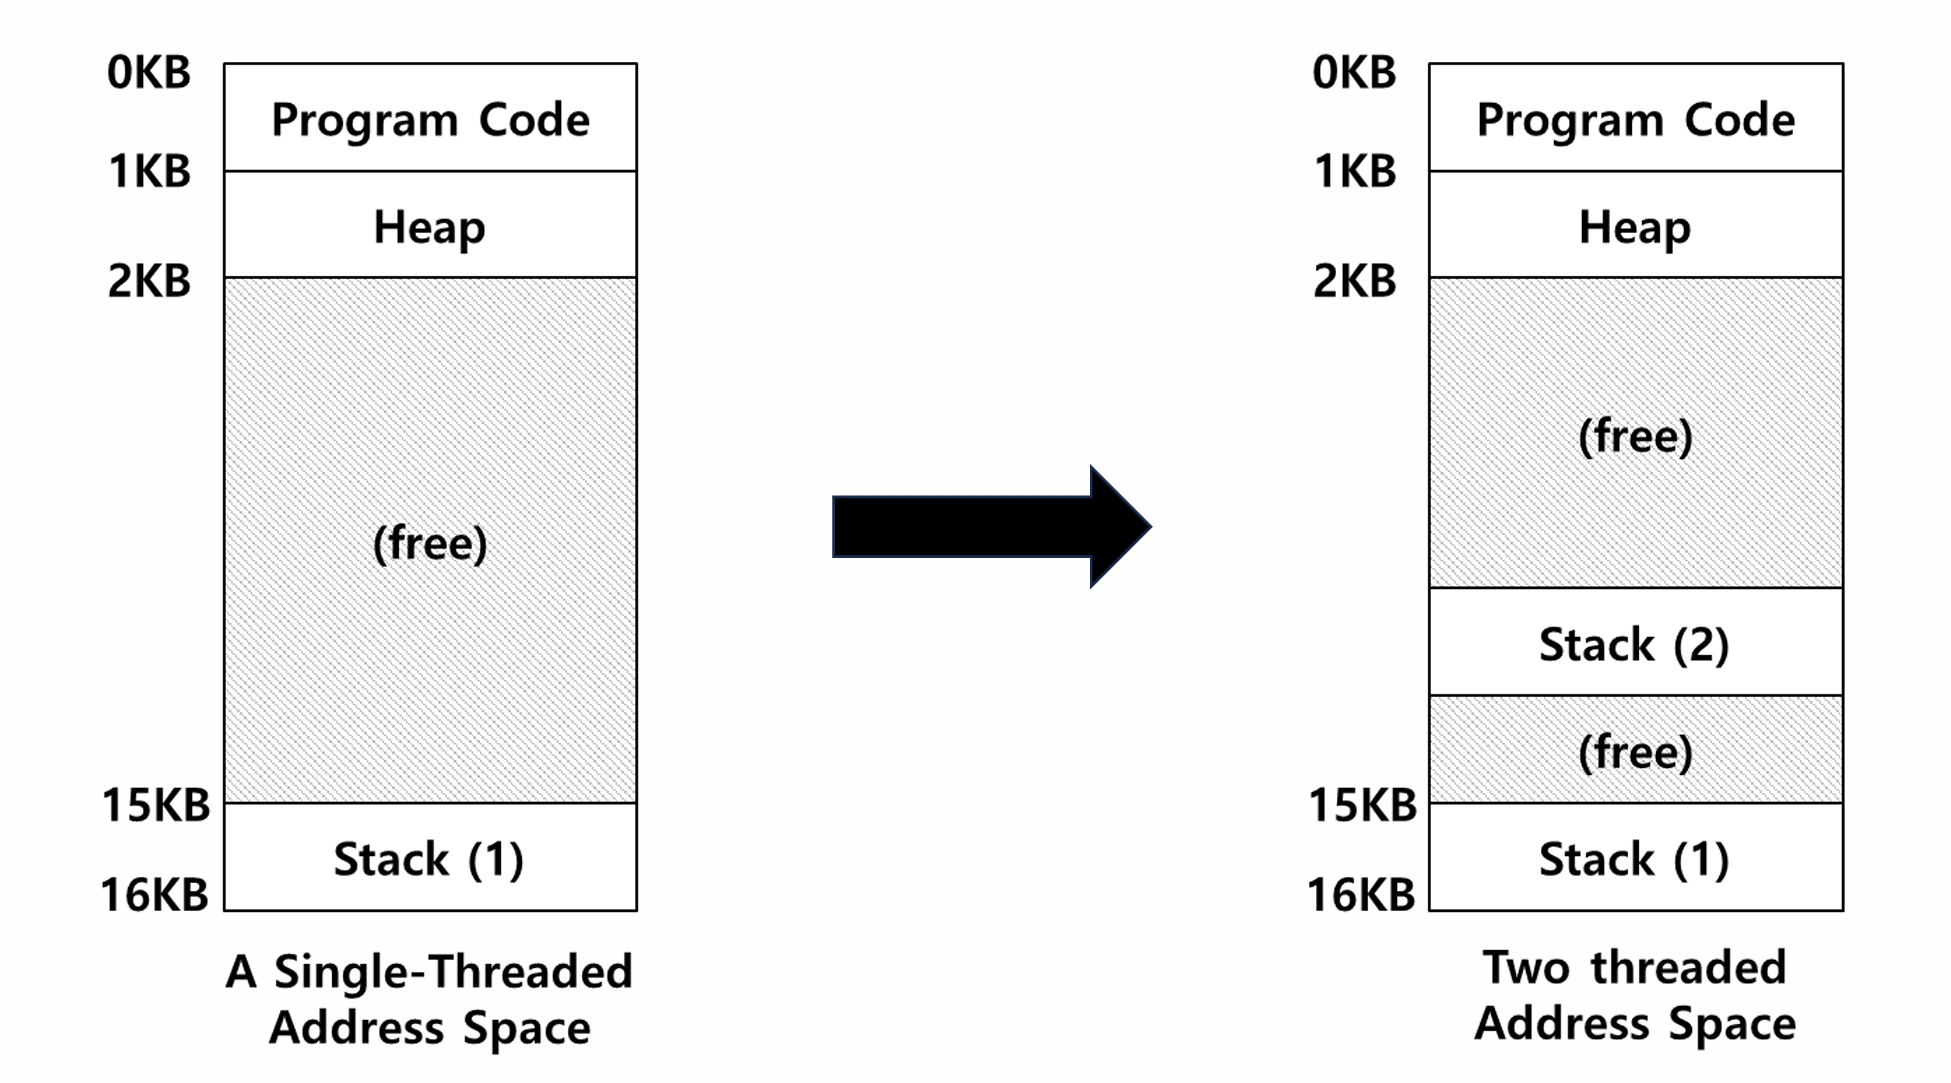 0KB
Program Code
1KB
Heap
2KB
(free)
15KB
Stack (1)
16KB
A Single-Threaded
Address Space
0KB
Program Code
1KB
Heap
2KB
(free)
Stack (2)
(free)
15KB
Stack (1)
16KB
Two threaded
Address Space